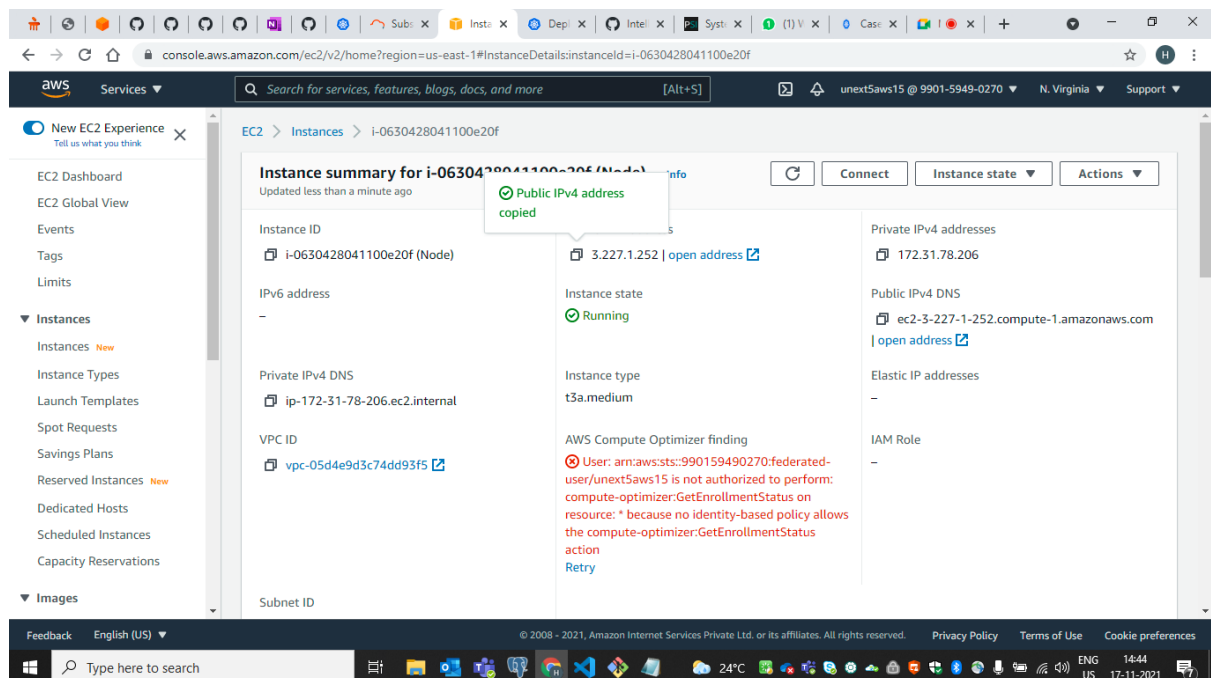 Subs
Insta
Depl
Inteli
Syste
(1) W
Case
console.aws.amazon.com/ec2/v2/home?region=us-east-1#InstanceDetails:instanceId=i-0630428041100e20f
H
aws
Services ▼
Search for services, features, blogs, docs, and more
[Alt+S]
unext5aws15 @ 9901-5949-0270 ▼
N. Virginia ▼
Support ▼
New EC2 Experience
Tell us what you think
EC2 Dashboard
EC2 Global View
Events
Tags
Limits
▼ Instances
Instances New
Instance Types
Launch Templates
Spot Requests
Savings Plans
Reserved Instances New
Dedicated Hosts
Scheduled Instances
Capacity Reservations
▼ Images
EC2 > Instances > i-0630428041100e20f
Instance summary for i-0630428041100e20f (Node) Info
Updated less than a minute ago
Connect
Instance state ▼
Actions ▼
Public IPv4 address
copied
Instance ID
i-0630428041100e20f (Node)
3.227.1.252 | open address
Private IPv4 addresses
172.31.78.206
IPv6 address
–
Instance state
Running
Public IPv4 DNS
ec2-3-227-1-252.compute-1.amazonaws.com
| open address
Private IPv4 DNS
ip-172-31-78-206.ec2.internal
Instance type
t3a.medium
Elastic IP addresses
–
VPC ID
vpc-05d4e9d3c74dd93f5
AWS Compute Optimizer finding
User: arn:aws:sts::990159490270:federated-
user/unext5aws15 is not authorized to perform:
compute-optimizer:GetEnrollmentStatus on
resource: * because no identity-based policy allows
the compute-optimizer:GetEnrollmentStatus
action
Retry
IAM Role
–
Subnet ID
Feedback
English (US) ▼
© 2008 - 2021, Amazon Internet Services Private Ltd. or its affiliates. All rights reserved.
Privacy Policy
Terms of Use
Cookie preferences
Type here to search
24°C
ENG
US
14:44
17-11-2021